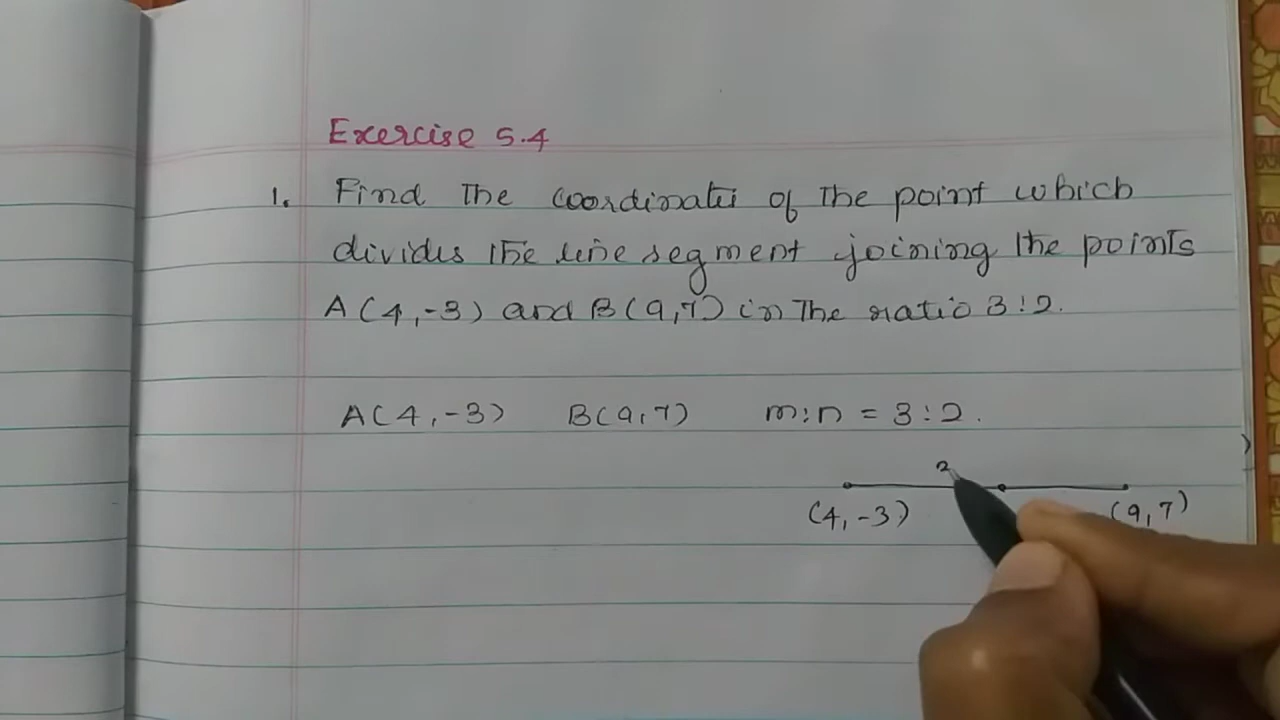 Exercise 5.4
1. Find the coordinates of the point which
divides the line segment joining the points
A(4,-3) and B(9,7) in the ratio 3:2.
A(4,-3) B(9,7) m:n = 3:2.
(4,-3) (9,7)